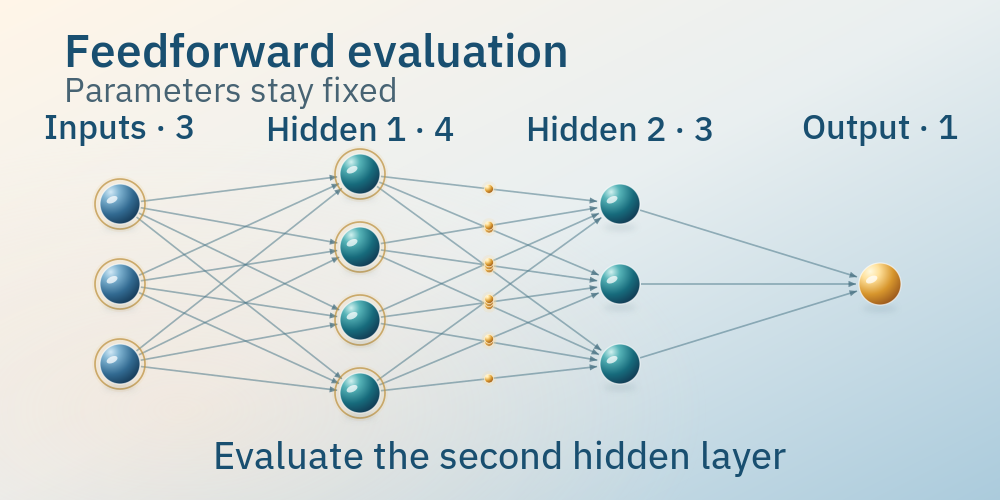 Feedforward evaluation
Parameters stay fixed
Inputs · 3
Hidden 1 · 4
Hidden 2 · 3
Output · 1
Evaluate the second hidden layer